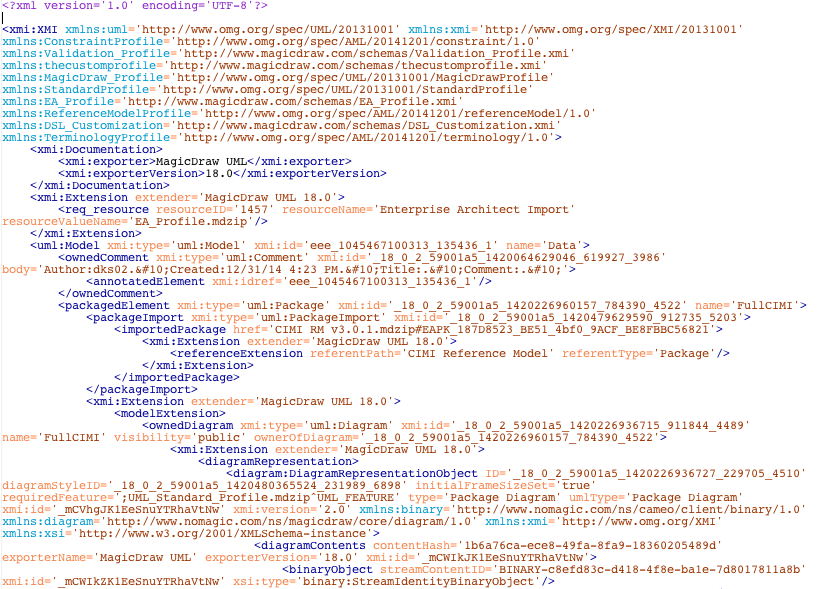 <?xml version='1.0' encoding='UTF-8'?>
<xmi:XMI xmlns:uml='http://www.omg.org/spec/UML/20131001' xmlns:xmi='http://www.omg.org/spec/XMI/20131001'
xmlns:ConstraintProfile='http://www.omg.org/spec/AML/20141201/constraint/1.0'
xmlns:Validation_Profile='http://www.magicdraw.com/schemas/Validation_Profile.xmi'
xmlns:thecustomprofile='http://www.magicdraw.com/schemas/thecustomprofile.xmi'
xmlns:MagicDraw_Profile='http://www.omg.org/spec/UML/20131001/MagicDrawProfile'
xmlns:StandardProfile='http://www.omg.org/spec/UML/20131001/StandardProfile'
xmlns:EA_Profile='http://www.magicdraw.com/schemas/EA_Profile.xmi'
xmlns:ReferenceModelProfile='http://www.omg.org/spec/AML/20141201/referenceModel/1.0'
xmlns:DSL_Customization='http://www.magicdraw.com/schemas/DSL_Customization.xmi'
xmlns:TerminologyProfile='http://www.omg.org/spec/AML/20141201/terminology/1.0'>
<xmi:Documentation>
<xmi:exporter>MagicDraw UML</xmi:exporter>
<xmi:exporterVersion>18.0</xmi:exporterVersion>
</xmi:Documentation>
<xmi:Extension extender='MagicDraw UML 18.0'>
<req_resource resourceID='1457' resourceName='Enterprise Architect Import'
resourceValueName='EA_Profile.mdzip'/>
</xmi:Extension>
<uml:Model xmi:type='uml:Model' xmi:id='eee_1045467100313_135436_1' name='Data'>
<ownedComment xmi:type='uml:Comment' xmi:id='_18_0_2_59001a5_1420064629046_619927_3986'
body='Author:dks02.&#10;Created:12/31/14 4:23 PM.&#10;Title:.&#10;Comment:.&#10;'>
<annotatedElement xmi:idref='eee_1045467100313_135436_1'/>
</ownedComment>
<packagedElement xmi:type='uml:Package' xmi:id='_18_0_2_59001a5_1420226960157_784390_4522' name='FullCIMI'>
<packageImport xmi:type='uml:PackageImport' xmi:id='_18_0_2_59001a5_1420479629590_912735_5203'>
<importedPackage href='CIMI RM v3.0.1.mdzip#EAPK_187D8523_BE51_4bf0_9ACF_BE8FBBC56821'>
<xmi:Extension extender='MagicDraw UML 18.0'>
<referenceExtension referentPath='CIMI Reference Model' referentType='Package'/>
</xmi:Extension>
</importedPackage>
</packageImport>
<xmi:Extension extender='MagicDraw UML 18.0'>
<modelExtension>
<ownedDiagram xmi:type='uml:Diagram' xmi:id='_18_0_2_59001a5_1420226936715_911844_4489'
name='FullCIMI' visibility='public' ownerOfDiagram='_18_0_2_59001a5_1420226960157_784390_4522'>
<xmi:Extension extender='MagicDraw UML 18.0'>
<diagramRepresentation>
<diagram:DiagramRepresentationObject ID='_18_0_2_59001a5_1420226936727_229705_4510'
diagramStyleID='_18_0_2_59001a5_1420480365524_231989_6898' initialFrameSizeSet='true'
requiredFeature=';UML_Standard_Profile.mdzip^UML_FEATURE' type='Package Diagram' umlType='Package Diagram'
xmi:id='_mCVhgJK1EeSnuYTRhaVtNw' xmi:version='2.0' xmlns:binary='http://www.nomagic.com/ns/cameo/client/binary/1.0'
xmlns:diagram='http://www.nomagic.com/ns/magicdraw/core/diagram/1.0' xmlns:xmi='http://www.omg.org/XMI'
xmlns:xsi='http://www.w3.org/2001/XMLSchema-instance'>
<diagramContents contentHash='1b6a76ca-ece8-49fa-8fa9-18360205489d'
exporterName='MagicDraw UML' exporterVersion='18.0' xmi:id='_mCWIkJK1EeSnuYTRhaVtNw'>
<binaryObject streamContentID='BINARY-c8efd83c-d418-4f8e-ba1e-7d8017811a8b'
xmi:id='_mCWIkZK1EeSnuYTRhaVtNw' xsi:type='binary:StreamIdentityBinaryObject'/>